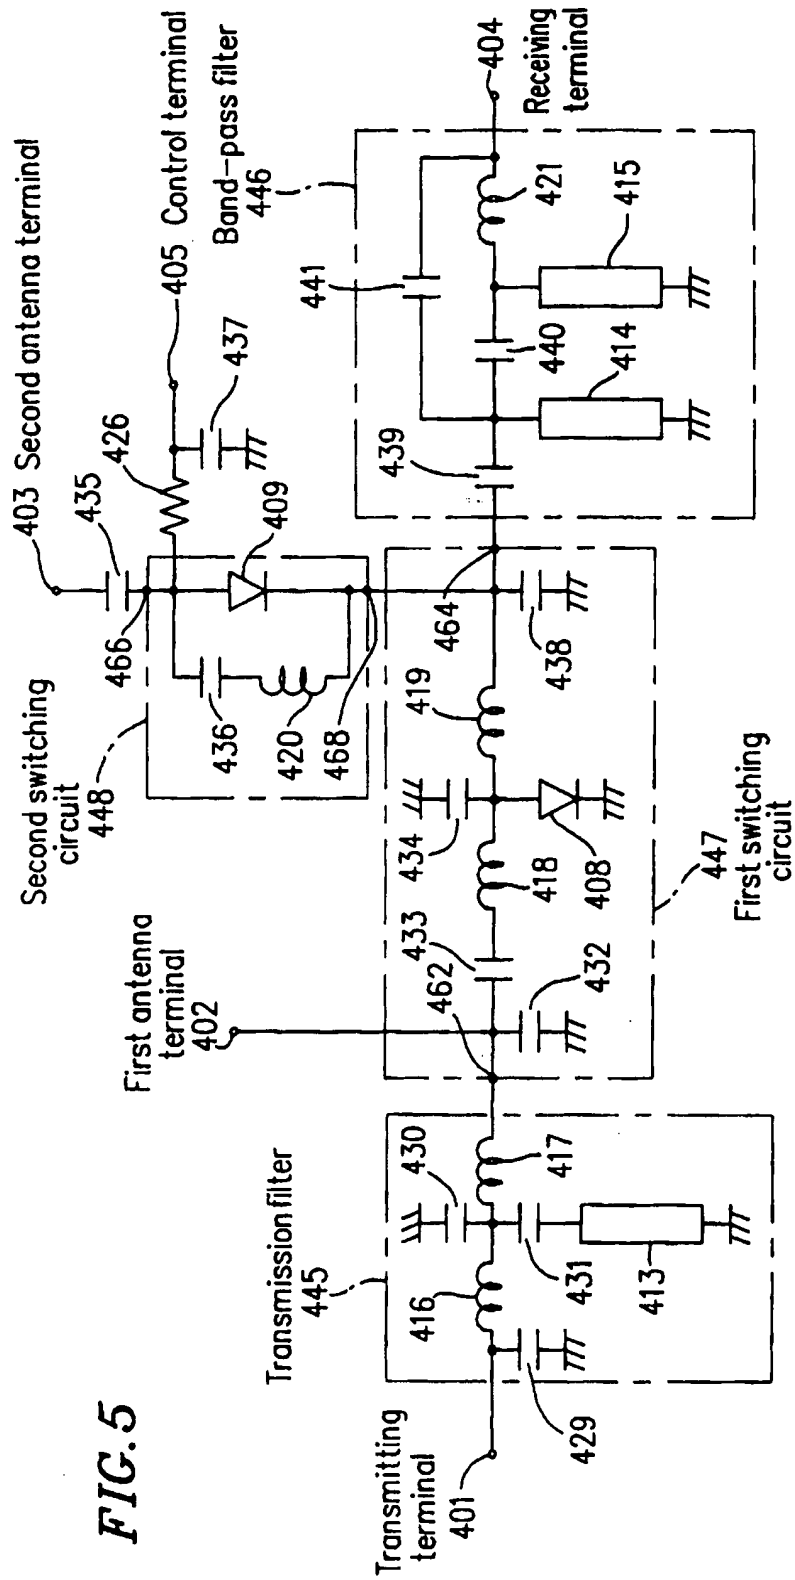 FIG.5
Transmitting
terminal
401
429
Transmission filter
445
416
430
417
431
413
First antenna
terminal
402
462
433
432
434
418
408
419
438
464
447
First switching
circuit
Second switching
circuit
448
466
436
420
468
409
403 Second antenna terminal
435
426
437
405 Control terminal
Band-pass filter
446
439
441
440
414
421
415
404
Receiving
terminal